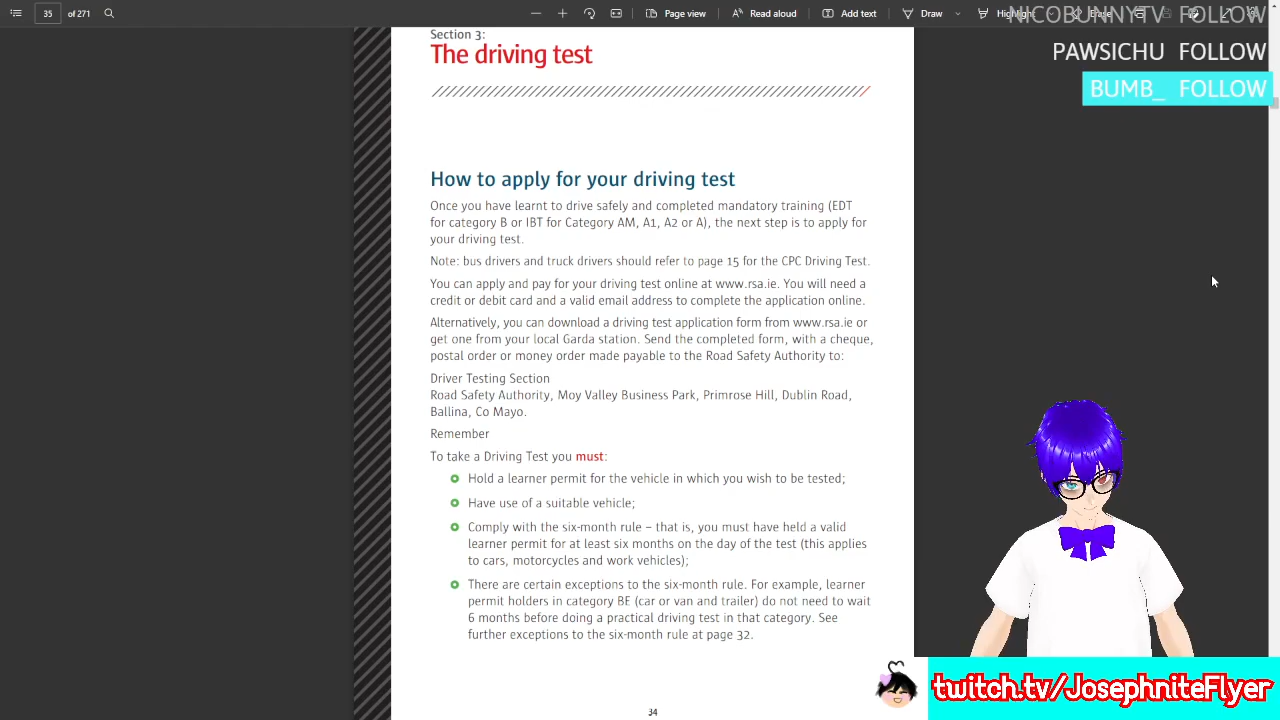 35 of 271 Page view Read aloud Add text Draw Highlight Erase
NICOBUNNYTV FOLLOW
PAWSICHU FOLLOW
BUMB_ FOLLOW
Section 3:
The driving test
How to apply for your driving test
Once you have learnt to drive safely and completed mandatory training (EDT
for category B or IBT for Category AM, A1, A2 or A), the next step is to apply for
your driving test.
Note: bus drivers and truck drivers should refer to page 15 for the CPC Driving Test.
You can apply and pay for your driving test online at www.rsa.ie. You will need a
credit or debit card and a valid email address to complete the application online.
Alternatively, you can download a driving test application form from www.rsa.ie or
get one from your local Garda station. Send the completed form, with a cheque,
postal order or money order made payable to the Road Safety Authority to:
Driver Testing Section
Road Safety Authority, Moy Valley Business Park, Primrose Hill, Dublin Road,
Ballina, Co Mayo.
Remember
To take a Driving Test you must:
Hold a learner permit for the vehicle in which you wish to be tested;
Have use of a suitable vehicle;
Comply with the six-month rule – that is, you must have held a valid
learner permit for at least six months on the day of the test (this applies
to cars, motorcycles and work vehicles);
There are certain exceptions to the six-month rule. For example, learner
permit holders in category BE (car or van and trailer) do not need to wait
6 months before doing a practical driving test in that category. See
further exceptions to the six-month rule at page 32.
34
twitch.tv/JosephniteFlyer